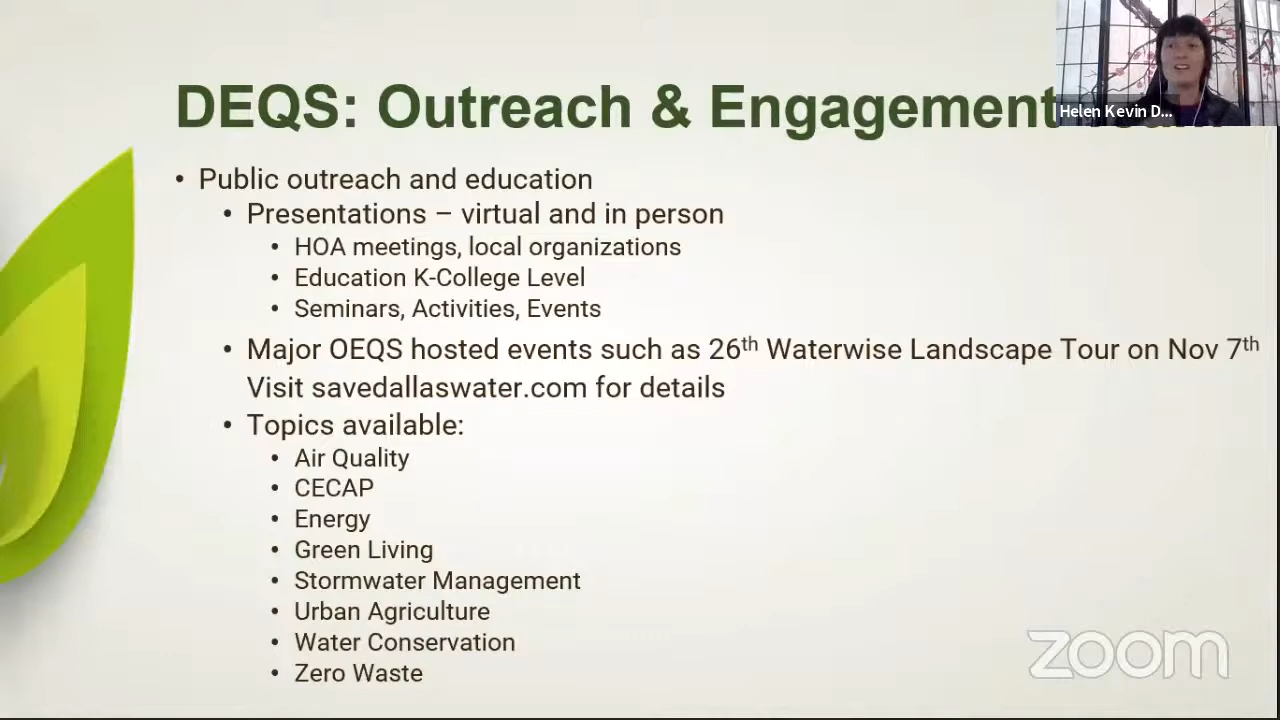 DEQS: Outreach & Engagement
Helen Kevin D...
• Public outreach and education
• Presentations – virtual and in person
• HOA meetings, local organizations
• Education K-College Level
• Seminars, Activities, Events
• Major OEQS hosted events such as 26th Waterwise Landscape Tour on Nov 7th
Visit savedallaswater.com for details
• Topics available:
• Air Quality
• CECAP
• Energy
• Green Living
• Stormwater Management
• Urban Agriculture
• Water Conservation
• Zero Waste
zoom